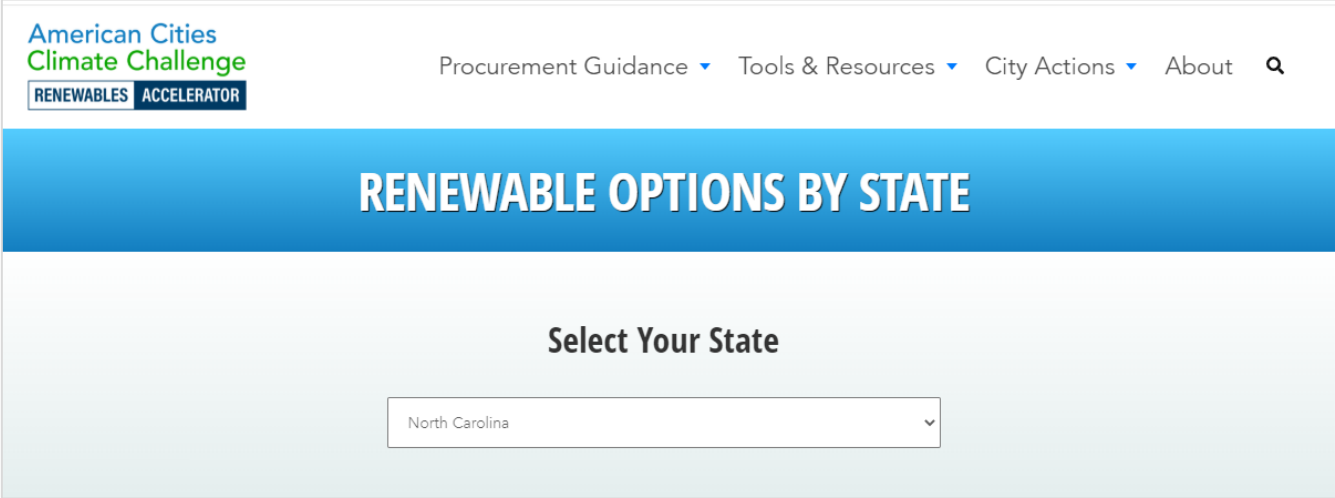 American Cities
Climate Challenge
RENEWABLES ACCELERATOR
Procurement Guidance Tools & Resources City Actions About
RENEWABLE OPTIONS BY STATE
Select Your State
North Carolina